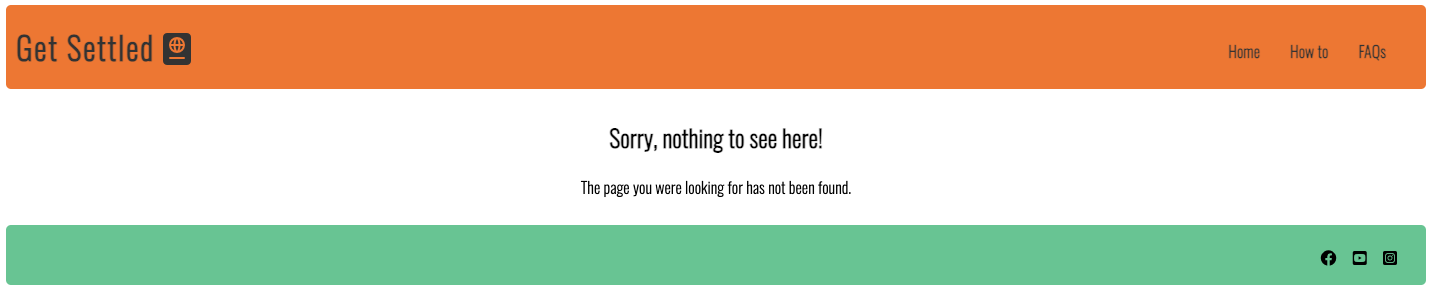 Get Settled
Home How to FAQs
Sorry, nothing to see here!
The page you were looking for has not been found.